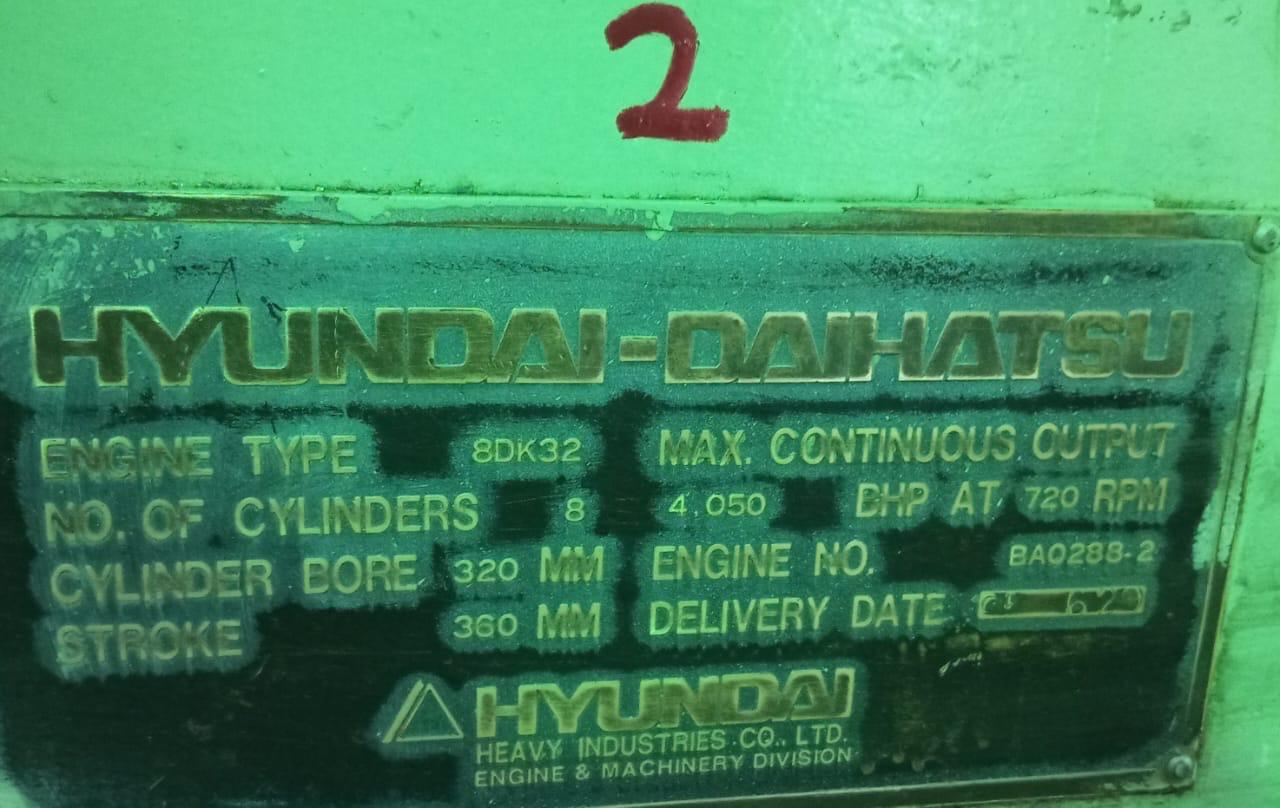 2
HYUNDAI-DAIHATSU
ENGINE TYPE 8DK32
NO. OF CYLINDERS 8
CYLINDER BORE 320 MM
STROKE 360 MM
MAX. CONTINUOUS OUTPUT
4,050 BHP AT 720 RPM
ENGINE NO. BA0288-2
DELIVERY DATE
HYUNDAI
HEAVY INDUSTRIES CO., LTD.
ENGINE & MACHINERY DIVISION